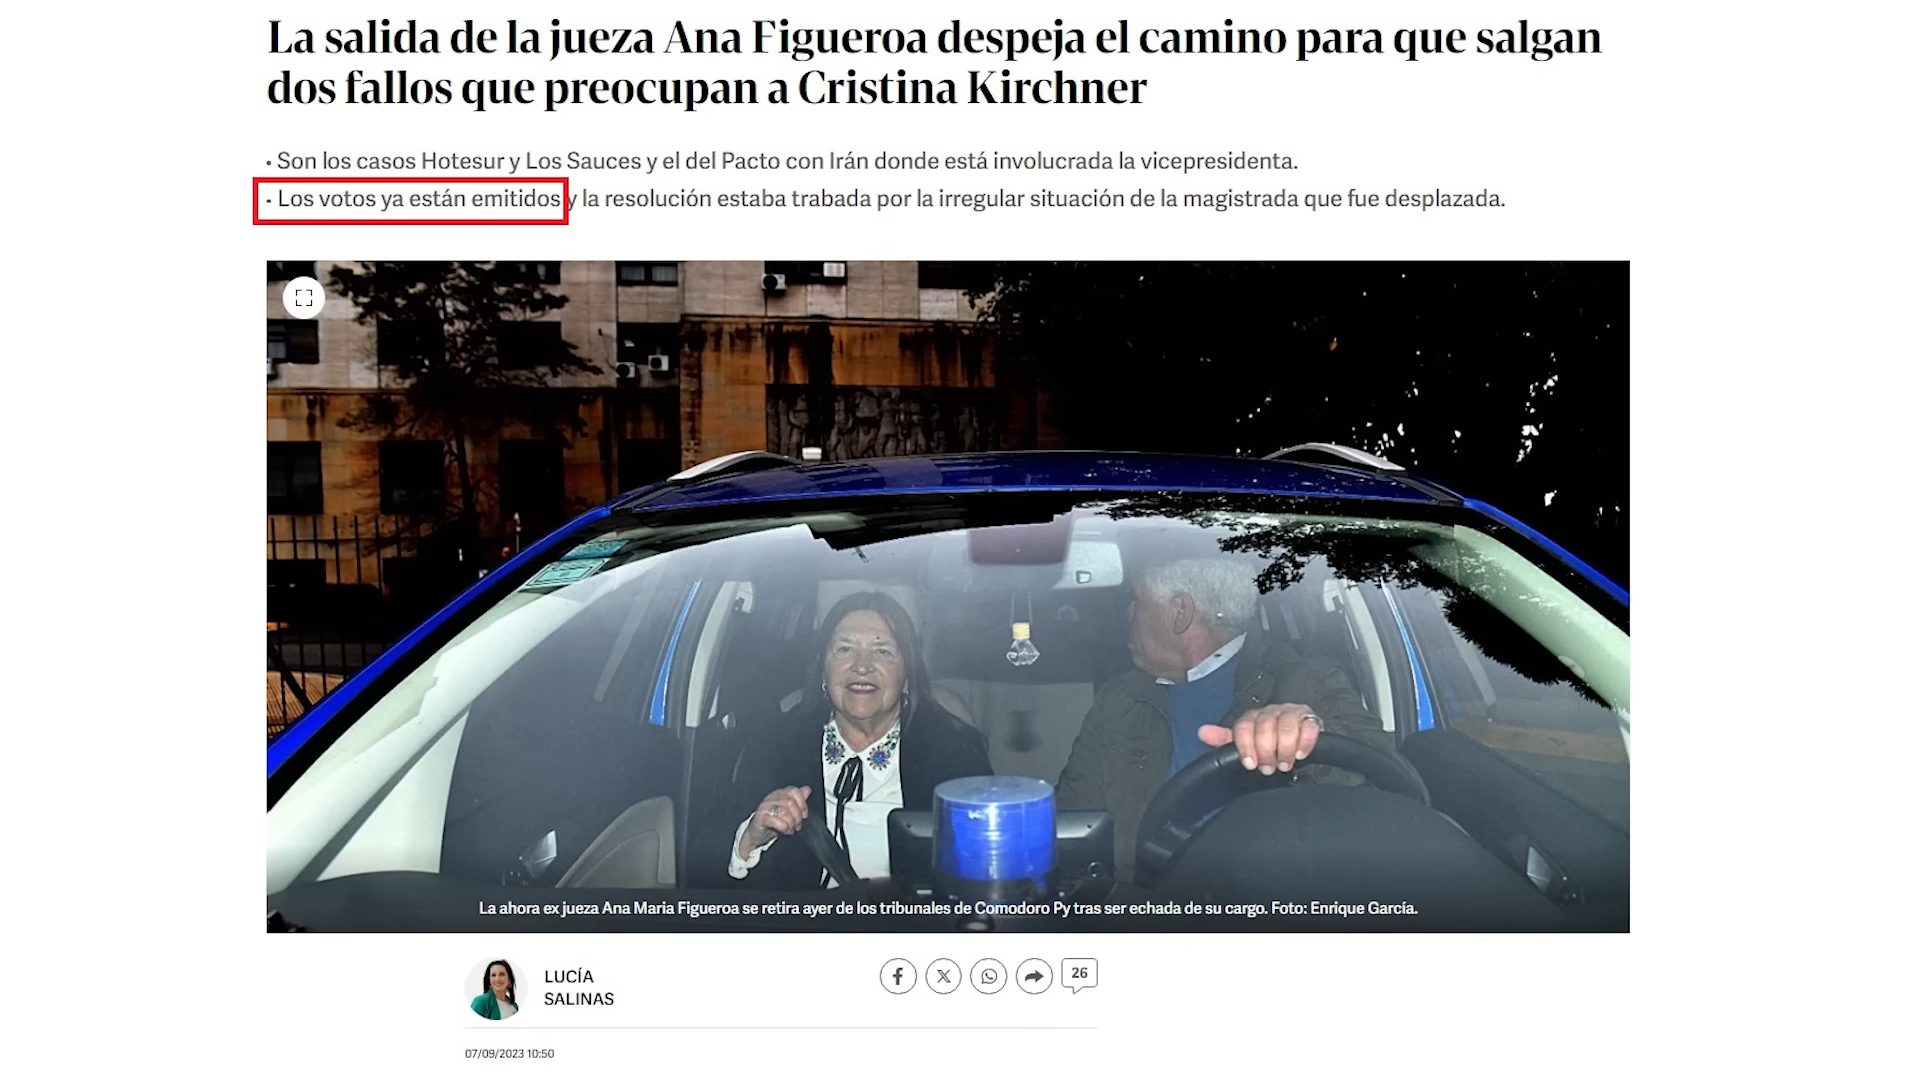 La salida de la jueza Ana Figueroa despeja el camino para que salgan
dos fallos que preocupan a Cristina Kirchner
• Son los casos Hotesur y Los Sauces y el del Pacto con Irán donde está involucrada la vicepresidenta.
• Los votos ya están emitidos y la resolución estaba trabada por la irregular situación de la magistrada que fue desplazada.
La ahora ex jueza Ana Maria Figueroa se retira ayer de los tribunales de Comodoro Py tras ser echada de su cargo. Foto: Enrique García.
LUCÍA
SALINAS
26
07/09/2023 10:50